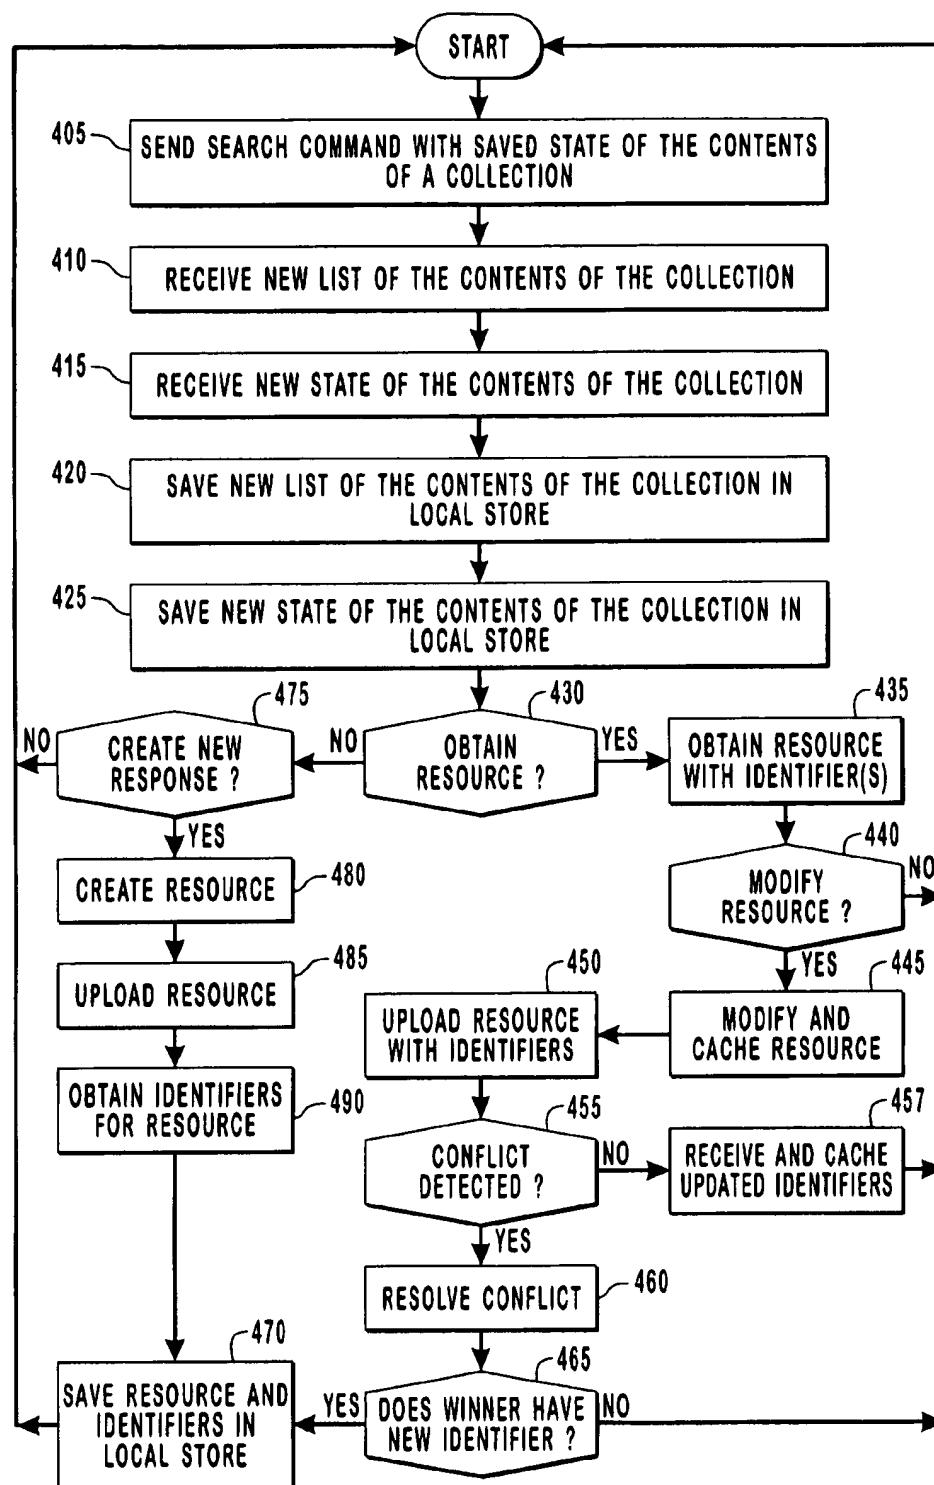 START
405
SEND SEARCH COMMAND WITH SAVED STATE OF THE CONTENTS
OF A COLLECTION
410
RECEIVE NEW LIST OF THE CONTENTS OF THE COLLECTION
415
RECEIVE NEW STATE OF THE CONTENTS OF THE COLLECTION
420
SAVE NEW LIST OF THE CONTENTS OF THE COLLECTION IN
LOCAL STORE
425
SAVE NEW STATE OF THE CONTENTS OF THE COLLECTION IN
LOCAL STORE
475
430
435
NO
CREATE NEW
RESPONSE ?
NO
OBTAIN
RESOURCE ?
YES
OBTAIN RESOURCE
WITH IDENTIFIER(S)
YES
440
NO
CREATE RESOURCE
480
MODIFY
RESOURCE ?
YES
485
UPLOAD RESOURCE
450
445
UPLOAD RESOURCE
WITH IDENTIFIERS
MODIFY AND
CACHE RESOURCE
OBTAIN IDENTIFIERS
FOR RESOURCE
490
455
457
CONFLICT
DETECTED ?
NO
RECEIVE AND CACHE
UPDATED IDENTIFIERS
YES
RESOLVE CONFLICT
460
470
465
SAVE RESOURCE AND
IDENTIFIERS IN
LOCAL STORE
YES
DOES WINNER HAVE
NEW IDENTIFIER ?
NO